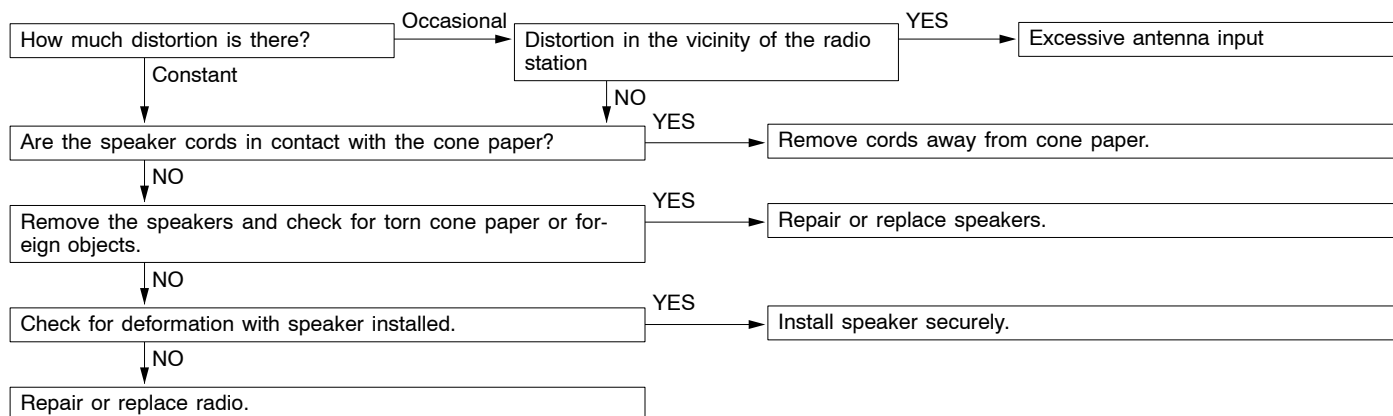 How much distortion is there?
Occasional
Distortion in the vicinity of the radio
station
YES
Excessive antenna input
Constant
NO
Are the speaker cords in contact with the cone paper?
YES
Remove cords away from cone paper.
NO
Remove the speakers and check for torn cone paper or for-
eign objects.
YES
Repair or replace speakers.
NO
Check for deformation with speaker installed.
YES
Install speaker securely.
NO
Repair or replace radio.